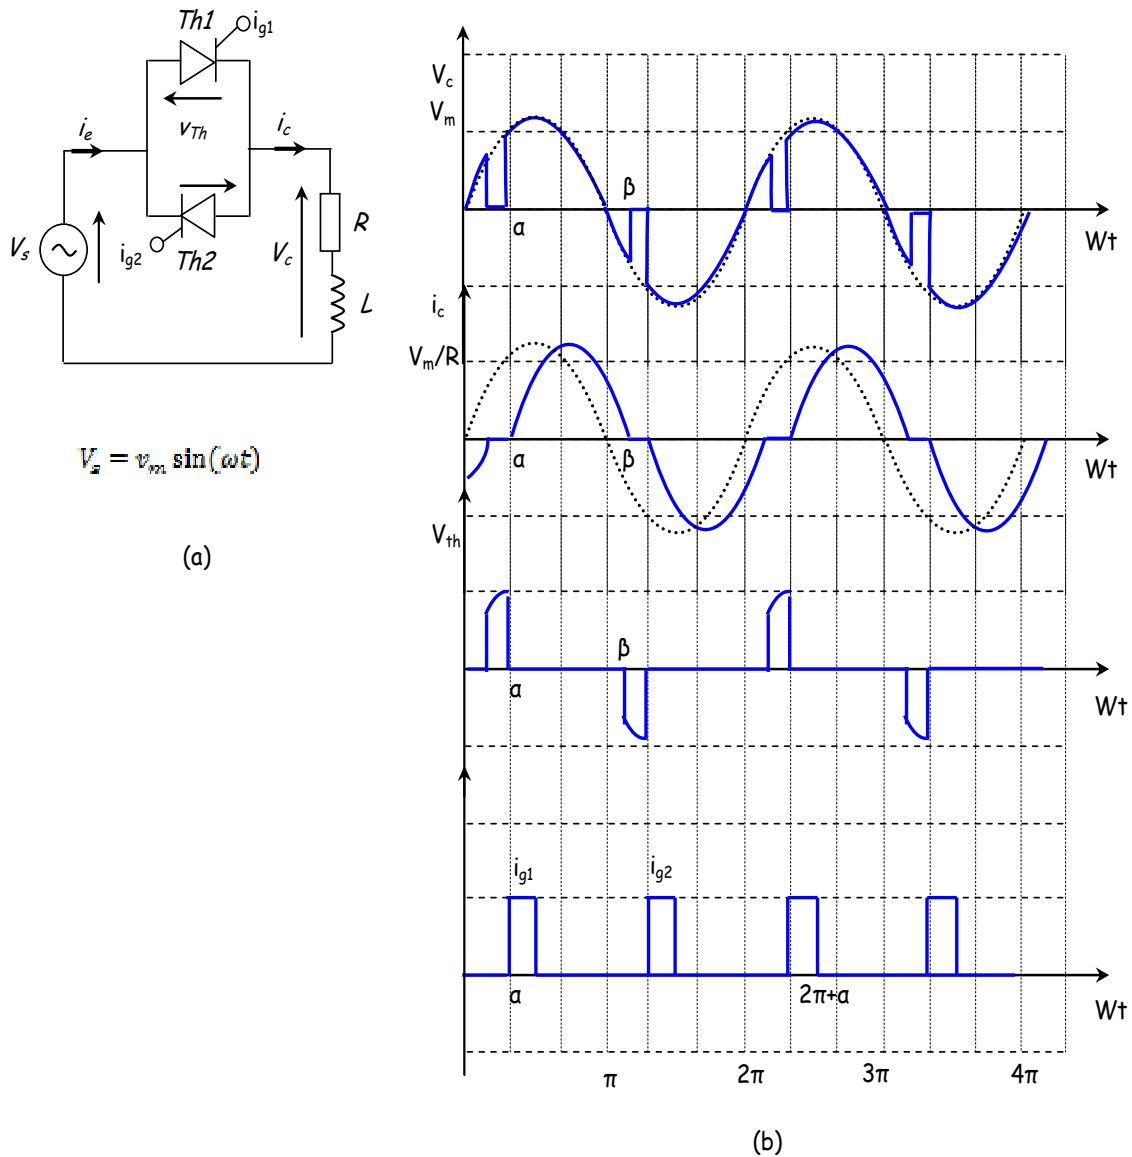 Th1
ig1
ie
vTh
ic
Vs
ig2
Th2
Vc
R
L
Vₛ = vₘ sin(ωt)
(a)
Vc
Vm
β
α
Wt
ic
Vm/R
α
β
Wt
Vth
β
α
Wt
ig1
ig2
α
2π+α
Wt
π
2π
3π
4π
(b)